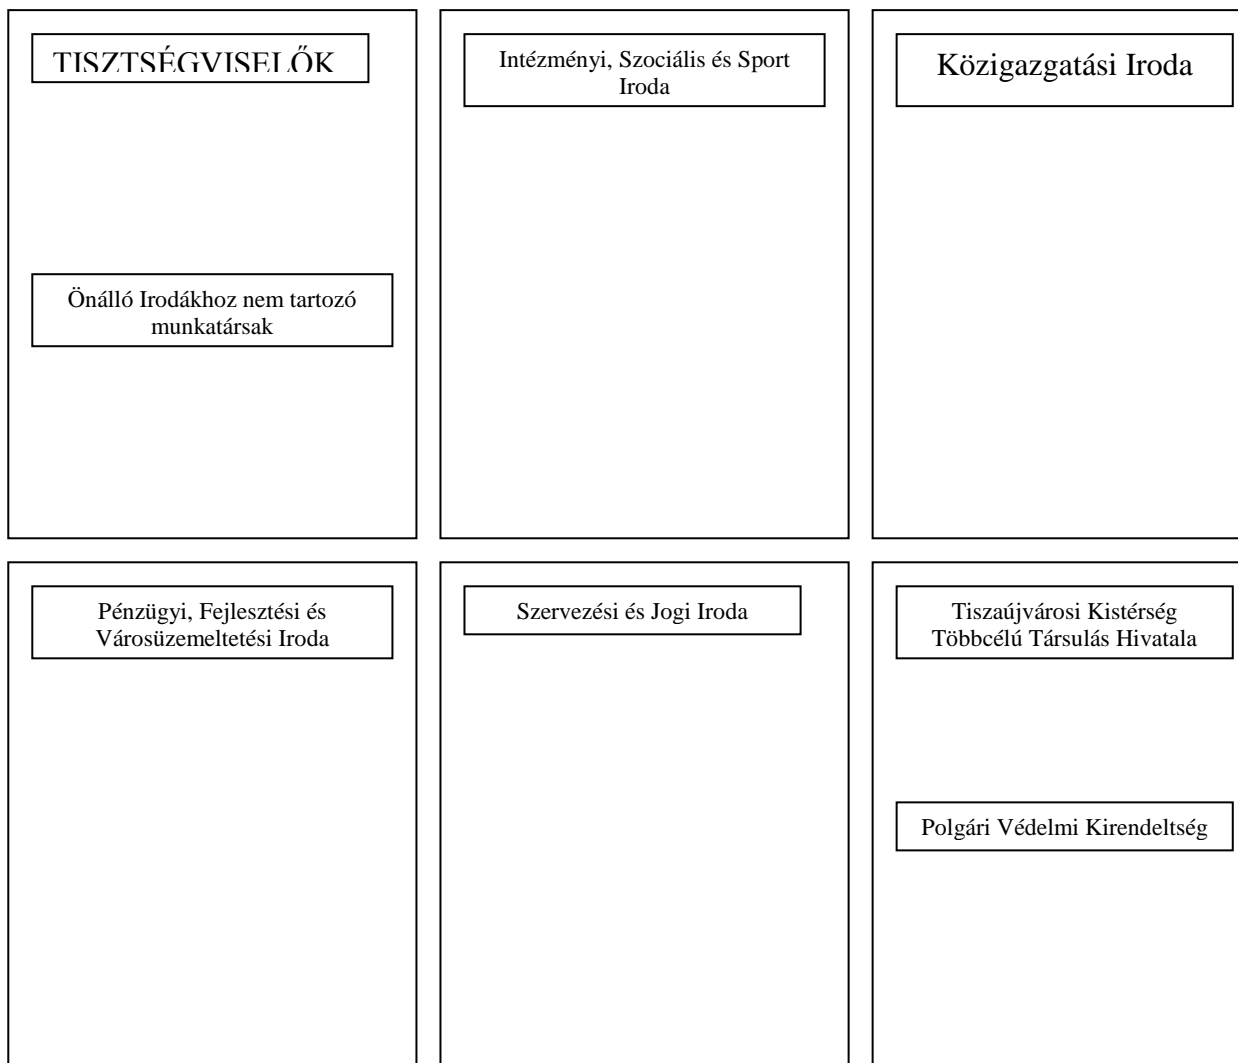 TISZTSÉGVISELŐK
Önálló Irodákhoz nem tartozó
munkatársak
Intézményi, Szociális és Sport
Iroda
Közigazgatási Iroda
Pénzügyi, Fejlesztési és
Városüzemeltetési Iroda
Szervezési és Jogi Iroda
Tiszaújvárosi Kistérség
Többcélú Társulás Hivatala
Polgári Védelmi Kirendeltség